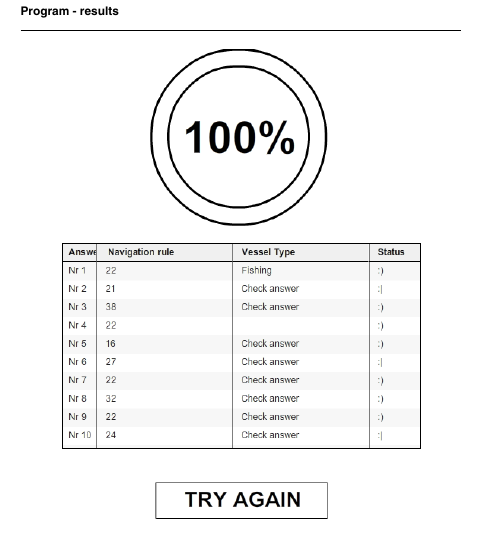 Program - results
100%
Answe Navigation rule Vessel Type Status
Nr 1 22 Fishing :)
Nr 2 21 Check answer :|
Nr 3 38 Check answer :)
Nr 4 22 :)
Nr 5 16 Check answer :)
Nr 6 27 Check answer :|
Nr 7 22 Check answer :)
Nr 8 32 Check answer :)
Nr 9 22 Check answer :)
Nr 10 24 Check answer :|
TRY AGAIN